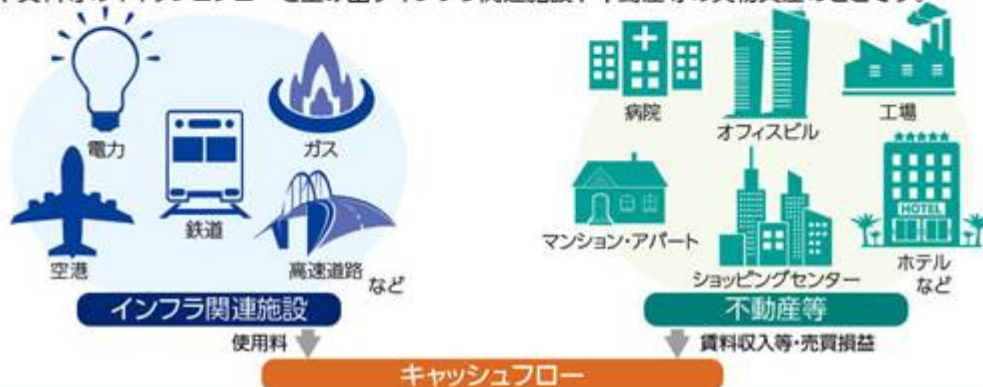 電力
ガス
鉄道
空港
高速道路
など
インフラ関連施設
使用料
病院
オフィスビル
工場
マンション・アパート
ショッピングセンター
HOTEL
ホテル
など
不動産等
賃料収入等・売買損益
キャッシュフロー